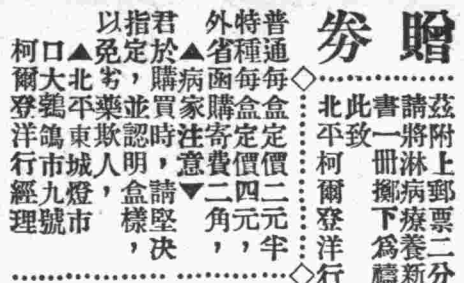 贈券
茲附上郵票二分
請將淋病療養新
書一冊擲下爲禱
此致
北平柯爾登洋行
普通每盒定價二元半
特種每盒定價四元，
外省函購寄費二角，
▲病家注意▼
君於購買時，請堅決
指定，並認明盒樣，
以免劣藥欺人，
▲北平東城燈市
口大鵓鴿市九號
柯爾登洋行經理